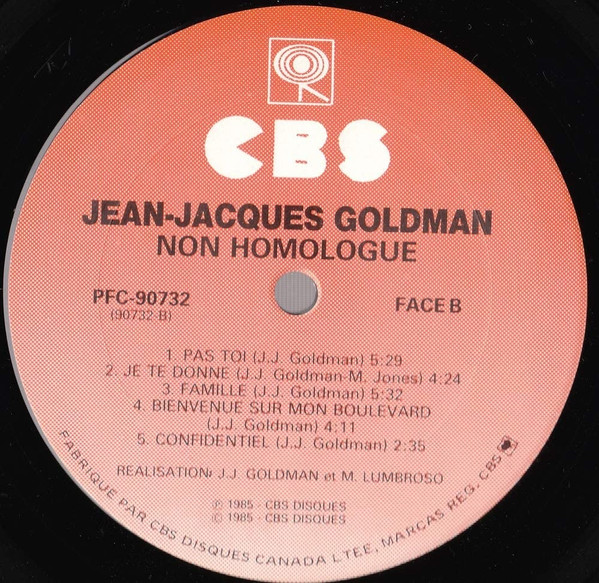 CBS
JEAN-JACQUES GOLDMAN
NON HOMOLOGUE
PFC-90732
(90732-B)
FACE B
1. PAS TOI (J.J. Goldman) 5:29
2. JE TE DONNE (J.J. Goldman-M. Jones) 4:24
3. FAMILLE (J.J. Goldman) 5:32
4. BIENVENUE SUR MON BOULEVARD
(J.J. Goldman) 4:11
5. CONFIDENTIEL (J.J. Goldman) 2:35
REALISATION: J.J. GOLDMAN et M. LUMBROSO
℗ 1985 - CBS DISQUES
© 1985 - CBS DISQUES
FABRIQUE PAR CBS DISQUES CANADA LTEE, MARCAS REG. CBS